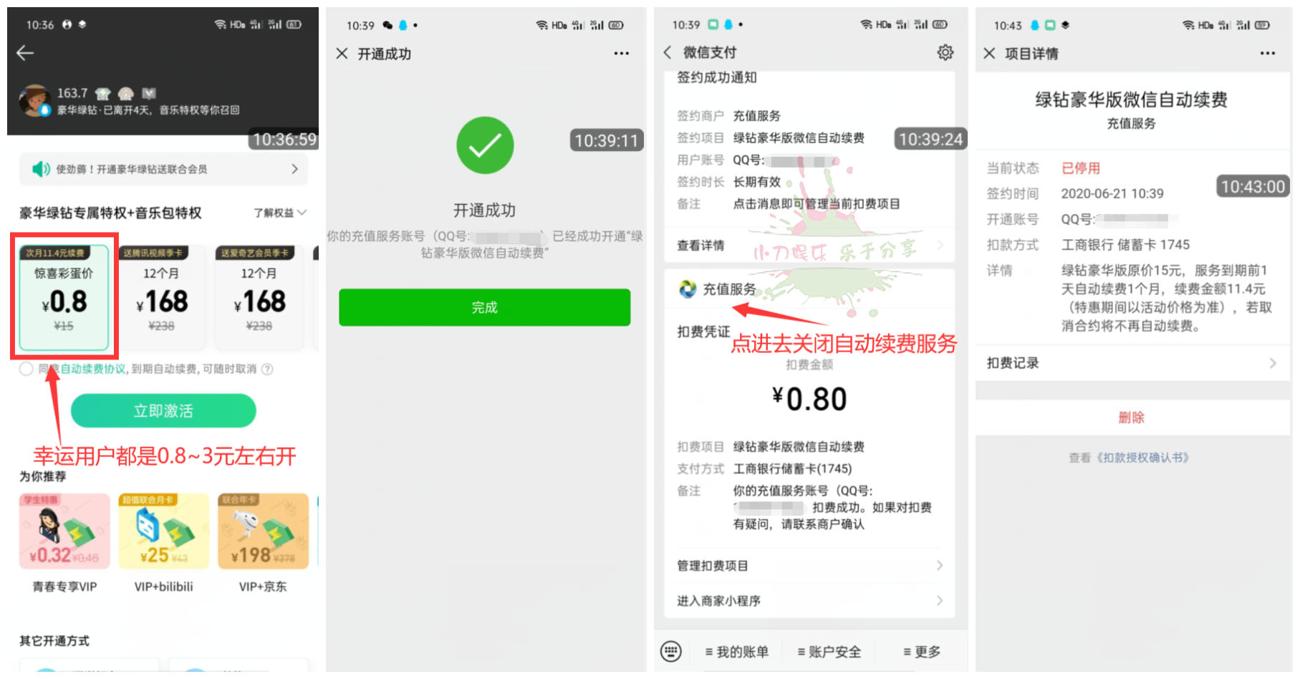 10:36
HD
163.7
豪华绿钻·已离开4天，音乐特权等你召回
10:36:59
使劲薅！开通豪华绿钻送联合会员
豪华绿钻专属特权+音乐包特权
了解权益
次月11.4元续费
惊喜彩蛋价
¥0.8
¥15
送腾讯视频季卡
12个月
¥168
¥238
送爱奇艺会员季卡
12个月
¥168
¥238
同意自动续费协议,到期自动续费,可随时取消
立即激活
幸运用户都是0.8~3元左右开
为你推荐
学生特惠
¥0.32
¥0.46
青春专享VIP
超值联合月卡
¥25
¥43
VIP+bilibili
联合年卡
¥198
¥378
VIP+京东
其它开通方式
10:39
HD
开通成功
10:39:11
开通成功
你的充值服务账号（QQ号:
），已经成功开通“绿
钻豪华版微信自动续费”
完成
10:39
HD
微信支付
签约成功通知
签约商户 充值服务
签约项目 绿钻豪华版微信自动续费
10:39:24
用户账号 QQ号:
签约时长 长期有效
备注 点击消息即可管理当前扣费项目
查看详情
小刀娱乐 乐于分享
充值服务
扣费凭证
点进去关闭自动续费服务
扣费金额
¥0.80
扣费项目 绿钻豪华版微信自动续费
支付方式 工商银行储蓄卡(1745)
备注 你的充值服务账号（QQ号:
扣费成功。如果对扣费
有疑问，请联系商户确认
管理扣费项目
进入商家小程序
我的账单
账户安全
更多
10:43
HD
项目详情
绿钻豪华版微信自动续费
充值服务
当前状态 已停用
签约时间 2020-06-21 10:39
10:43:00
开通账号 QQ号:
扣款方式 工商银行 储蓄卡 1745
详情 绿钻豪华版原价15元，服务到期前1
天自动续费1个月，续费金额11.4元
（特惠期间以活动价格为准），若取
消合约将不再自动续费。
扣费记录
删除
查看《扣款授权确认书》